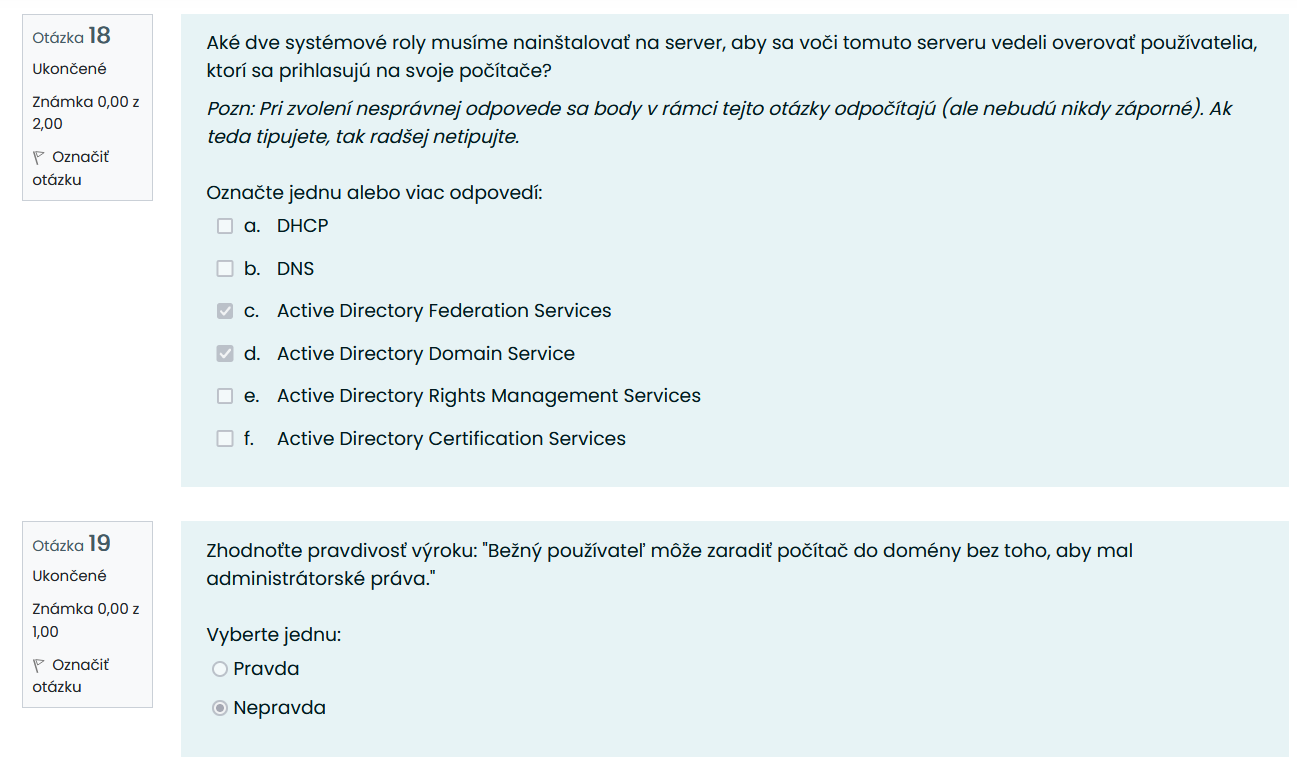 Otázka 18
Ukončené
Známka 0,00 z
2,00
Označiť
otázku
Aké dve systémové roly musíme nainštalovať na server, aby sa voči tomuto serveru vedeli overovať používatelia,
ktorí sa prihlasujú na svoje počítače?
Pozn: Pri zvolení nesprávnej odpovede sa body v rámci tejto otázky odpočítajú (ale nebudú nikdy záporné). Ak
teda tipujete, tak radšej netipujte.
Označte jednu alebo viac odpovedí:
a. DHCP
b. DNS
c. Active Directory Federation Services
d. Active Directory Domain Service
e. Active Directory Rights Management Services
f. Active Directory Certification Services
Otázka 19
Ukončené
Známka 0,00 z
1,00
Označiť
otázku
Zhodnoťte pravdivosť výroku: "Bežný používateľ môže zaradiť počítač do domény bez toho, aby mal
administrátorské práva."
Vyberte jednu:
Pravda
Nepravda